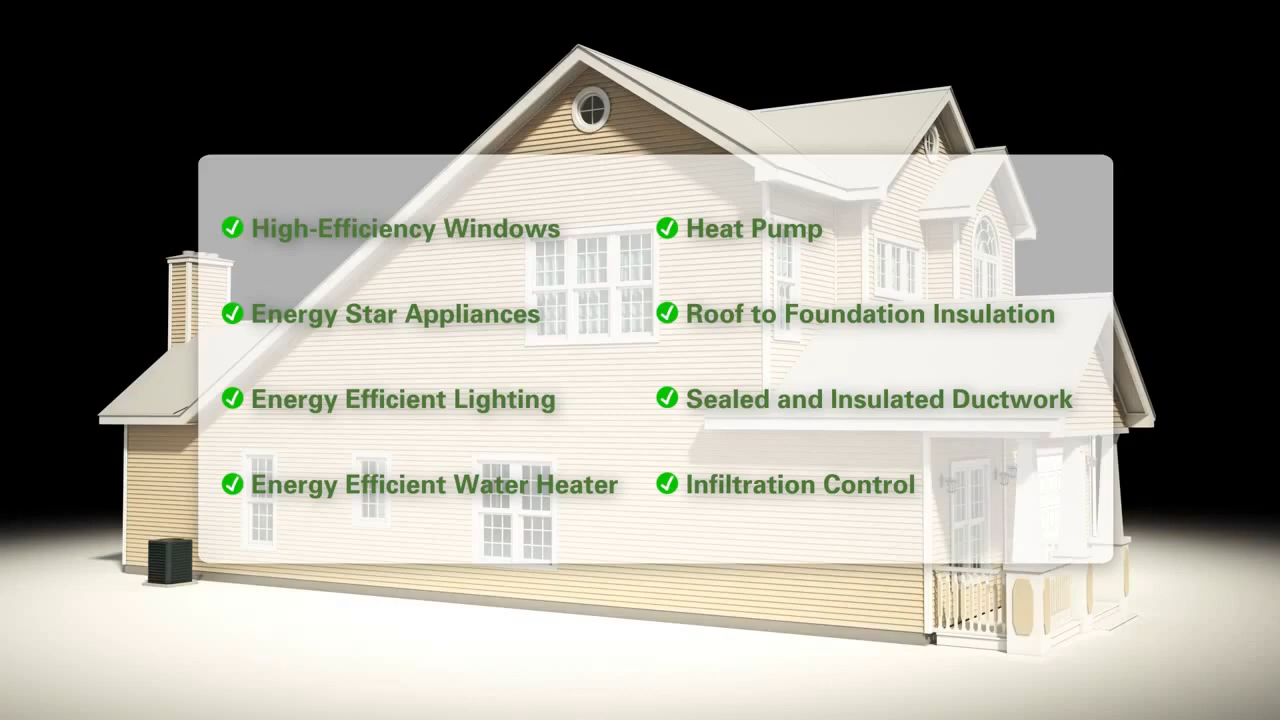 High-Efficiency Windows
Energy Star Appliances
Energy Efficient Lighting
Energy Efficient Water Heater
Heat Pump
Roof to Foundation Insulation
Sealed and Insulated Ductwork
Infiltration Control